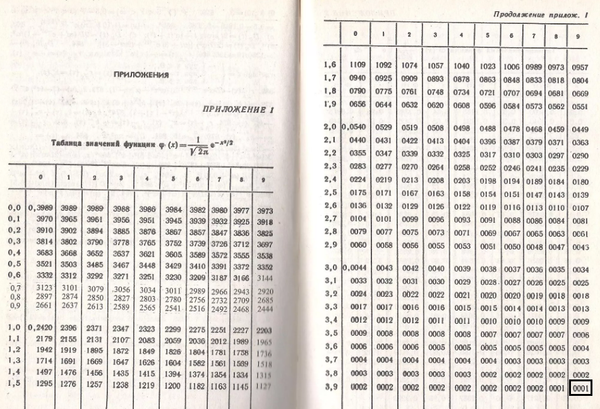 ПРИЛОЖЕНИЯ
ПРИЛОЖЕНИЕ 1
Таблица значений функции φ (x) = 1/√2π e^(−x²/2)
0 1 2 3 4 5 6 7 8 9
0,0 0,3989 3989 3989 3988 3986 3984 3982 3980 3977 3973
0,1 3970 3965 3961 3956 3951 3945 3939 3932 3925 3918
0,2 3910 3902 3894 3885 3876 3867 3857 3847 3836 3825
0,3 3814 3802 3790 3778 3765 3752 3739 3726 3712 3697
0,4 3683 3668 3652 3637 3621 3605 3589 3572 3555 3538
0,5 3521 3503 3485 3467 3448 3429 3410 3391 3372 3352
0,6 3332 3312 3292 3271 3251 3230 3209 3187 3166 3144
0,7 3123 3101 3079 3056 3034 3011 2989 2966 2943 2920
0,8 2897 2874 2850 2827 2803 2780 2756 2732 2709 2685
0,9 2661 2637 2613 2589 2565 2541 2516 2492 2468 2444
1,0 0,2420 2396 2371 2347 2323 2299 2275 2251 2227 2203
1,1 2179 2155 2131 2107 2083 2059 2036 2012 1989 1965
1,2 1942 1919 1895 1872 1849 1826 1804 1781 1758 1736
1,3 1714 1691 1669 1647 1626 1604 1582 1561 1539 1518
1,4 1497 1476 1456 1435 1415 1394 1374 1354 1334 1315
1,5 1295 1276 1257 1238 1219 1200 1182 1163 1145 1127
Продолжение прилож. 1
0 1 2 3 4 5 6 7 8 9
1,6 1109 1092 1074 1057 1040 1023 1006 0989 0973 0957
1,7 0940 0925 0909 0893 0878 0863 0848 0833 0818 0804
1,8 0790 0775 0761 0748 0734 0721 0707 0694 0681 0669
1,9 0656 0644 0632 0620 0608 0596 0584 0573 0562 0551
2,0 0,0540 0529 0519 0508 0498 0488 0478 0468 0459 0449
2,1 0440 0431 0422 0413 0404 0396 0387 0379 0371 0363
2,2 0355 0347 0339 0332 0325 0317 0310 0303 0297 0290
2,3 0283 0277 0270 0264 0258 0252 0246 0241 0235 0229
2,4 0224 0219 0213 0208 0203 0198 0194 0189 0184 0180
2,5 0175 0171 0167 0163 0158 0154 0151 0147 0143 0139
2,6 0136 0132 0129 0126 0122 0119 0116 0113 0110 0107
2,7 0104 0101 0099 0096 0093 0091 0088 0086 0084 0081
2,8 0079 0077 0075 0073 0071 0069 0067 0065 0063 0061
2,9 0060 0058 0056 0055 0053 0051 0050 0048 0047 0043
3,0 0,0044 0043 0042 0040 0039 0038 0037 0036 0035 0034
3,1 0033 0032 0031 0030 0029 0028 0027 0026 0025 0025
3,2 0024 0023 0022 0022 0021 0020 0020 0019 0018 0018
3,3 0017 0017 0016 0016 0015 0015 0014 0014 0013 0013
3,4 0012 0012 0012 0011 0011 0010 0010 0010 0009 0009
3,5 0009 0008 0008 0008 0008 0007 0007 0007 0007 0006
3,6 0006 0006 0006 0005 0005 0005 0005 0005 0005 0004
3,7 0004 0004 0004 0004 0004 0004 0003 0003 0003 0003
3,8 0003 0003 0003 0003 0003 0002 0002 0002 0002 0002
3,9 0002 0002 0002 0002 0002 0002 0002 0002 0001 0001